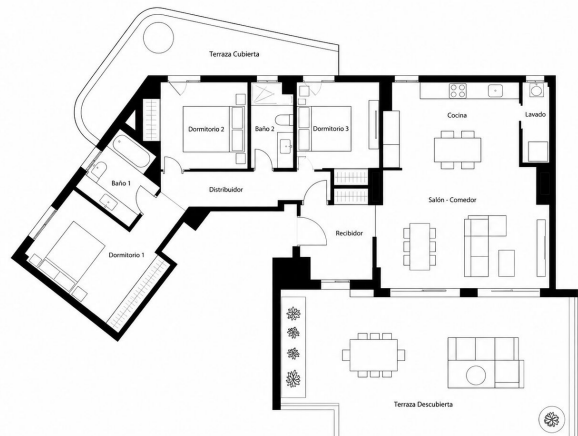 Terraza Cubierta
Dormitorio 2
Baño 2
Dormitorio 3
Cocina
Lavado
Baño 1
Distribuidor
Salón - Comedor
Dormitorio 1
Recibidor
Terraza Descubierta